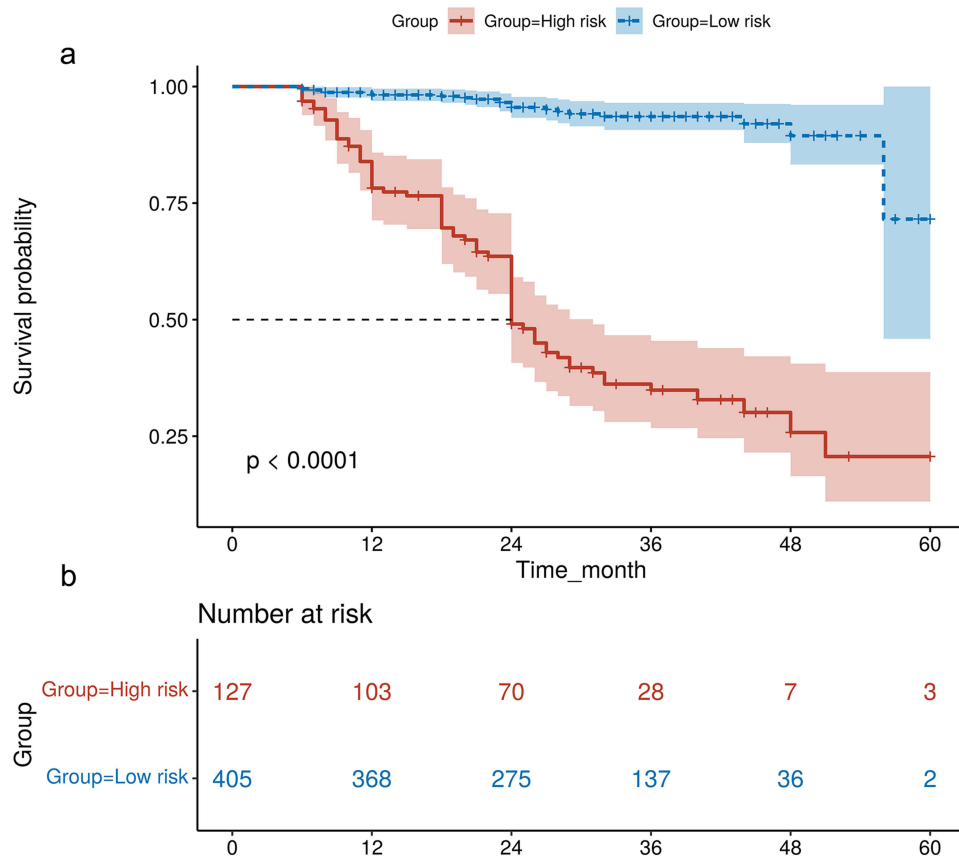 Group Group=High risk Group=Low risk
a
1.00
0.75
0.50
0.25
Survival probability
p < 0.0001
0 12 24 36 48 60
Time_month
b
Number at risk
Group=High risk 127 103 70 28 7 3
Group=Low risk 405 368 275 137 36 2
Group
0 12 24 36 48 60